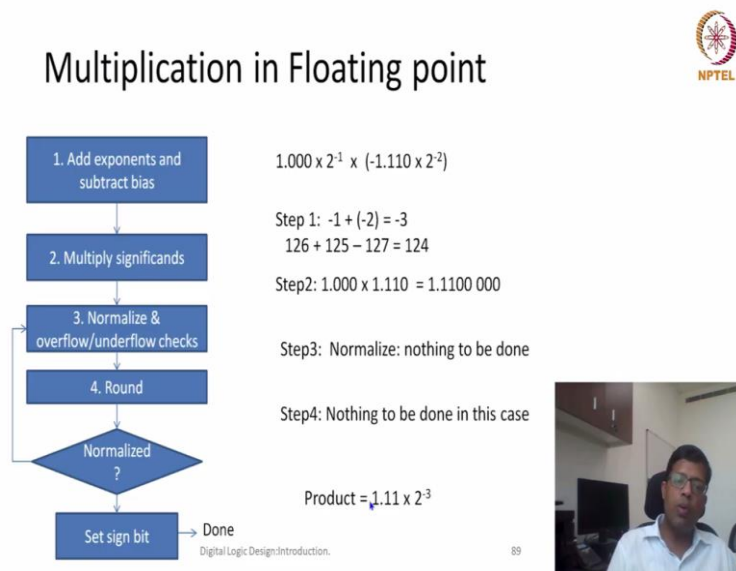 Multiplication in Floating point
NPTEL
1. Add exponents and
subtract bias
2. Multiply significands
3. Normalize &
overflow/underflow checks
4. Round
Normalized
?
Set sign bit
Done
1.000 x 2⁻¹ x (-1.110 x 2⁻²)
Step 1: -1 + (-2) = -3
126 + 125 – 127 = 124
Step2: 1.000 x 1.110 = 1.1100 000
Step3: Normalize: nothing to be done
Step4: Nothing to be done in this case
Product = 1.11 x 2⁻³
Digital Logic Design:Introduction.
89